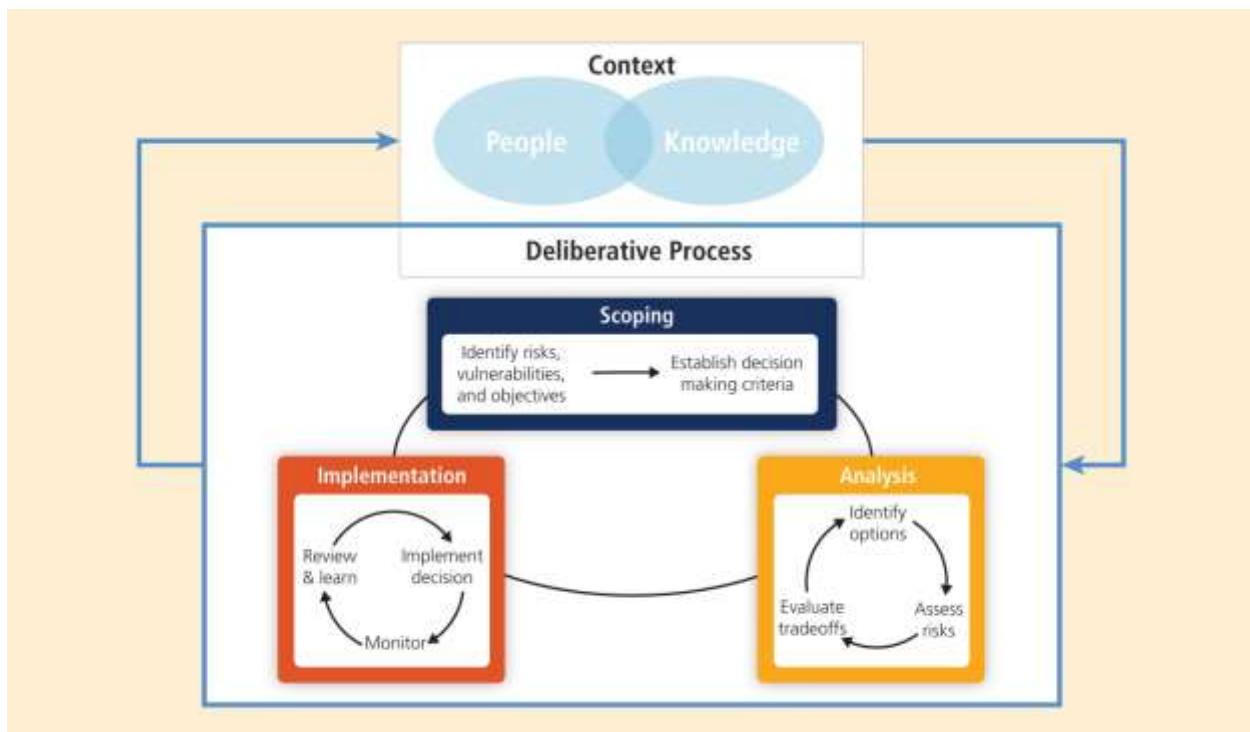 Context
People
Knowledge
Deliberative Process
Scoping
Identify risks,
vulnerabilities,
and objectives
Establish decision
making criteria
Implementation
Review
& learn
Implement
decision
Monitor
Analysis
Identify
options
Evaluate
tradeoffs
Assess
risks